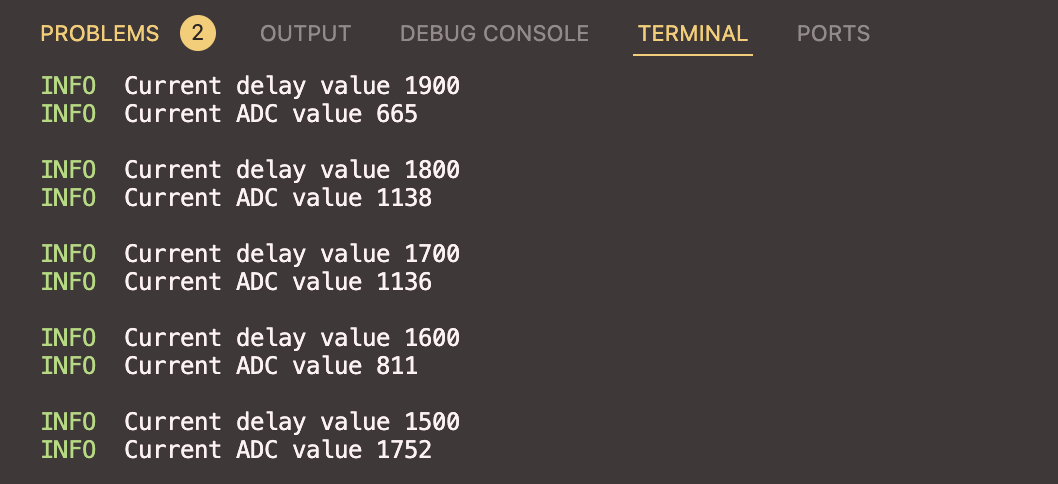 PROBLEMS 2 OUTPUT DEBUG CONSOLE TERMINAL PORTS
INFO  Current delay value 1900
INFO  Current ADC value 665
INFO  Current delay value 1800
INFO  Current ADC value 1138
INFO  Current delay value 1700
INFO  Current ADC value 1136
INFO  Current delay value 1600
INFO  Current ADC value 811
INFO  Current delay value 1500
INFO  Current ADC value 1752